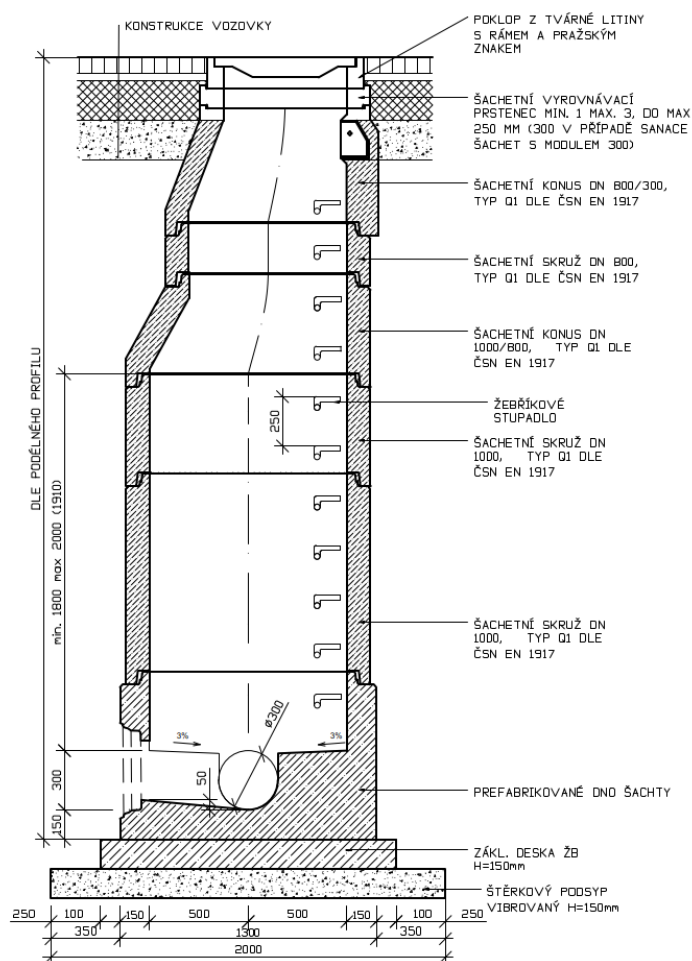 KONSTRUKCE VOZOVKY
POKLOP Z TVÁRNÉ LITINY
S RÁMEM A PRAŽSKÝM
ZNAKEM
ŠACHETNÍ VYROVNÁVACÍ
PRSTENEC MIN. 1 MAX. 3, DO MAX
250 MM (300 V PŘÍPADĚ SANACE
ŠACHET S MODULEM 300)
ŠACHETNÍ KONUS DN 800/300,
TYP Q1 DLE ČSN EN 1917
ŠACHETNÍ SKRUŽ DN 800,
TYP Q1 DLE ČSN EN 1917
ŠACHETNÍ KONUS DN
1000/800, TYP Q1 DLE
ČSN EN 1917
ŽEBŘÍKOVÉ
STUPADLO
ŠACHETNÍ SKRUŽ DN
1000, TYP Q1 DLE
ČSN EN 1917
ŠACHETNÍ SKRUŽ DN
1000, TYP Q1 DLE
ČSN EN 1917
PREFABRIKOVANÉ DNO ŠACHTY
ZÁKL. DESKA ŽB
H=150mm
ŠTĚRKOVÝ PODSYP
VIBROVANÝ H=150mm
DLE PODÉLNÉHO PROFILU
min. 1800 max 2000 (1910)
250
ø300
3%
3%
50
300
150
250 100 150 500 500 150 100 250
350 1300 350
2000